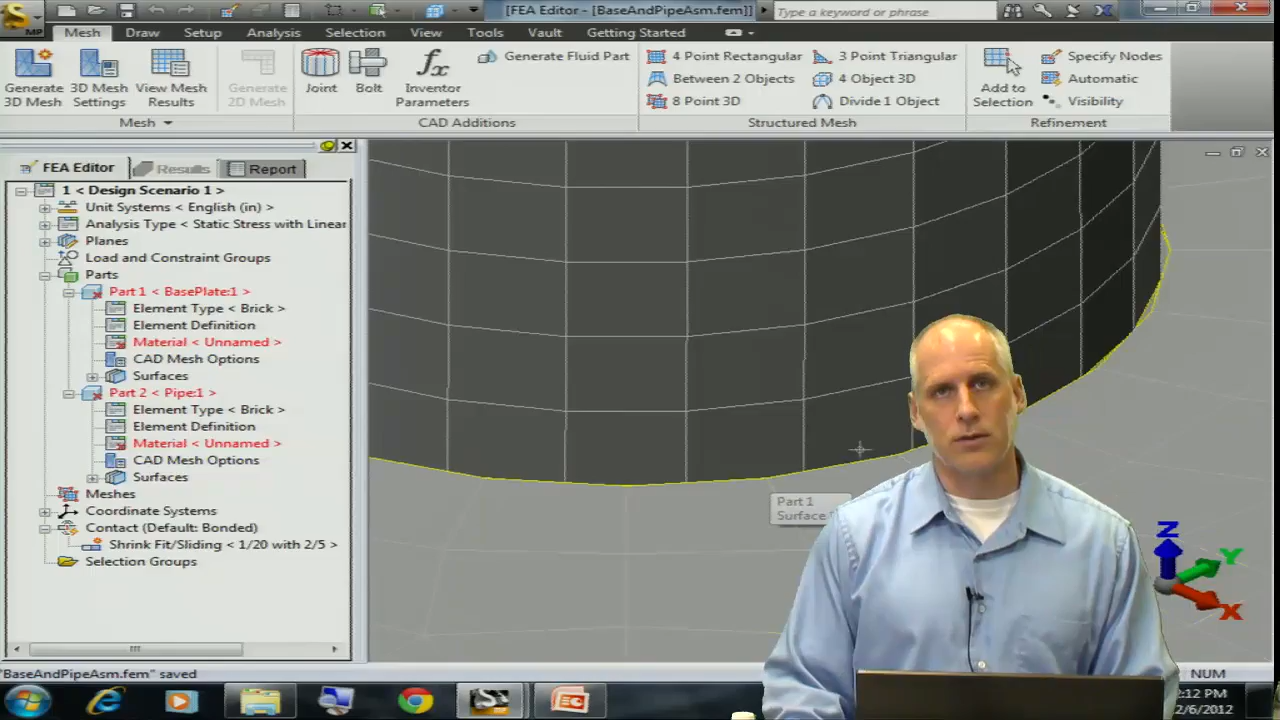 [FEA Editor - [BaseAndPipeAsm.fem]]
Type a keyword or phrase
MP
Mesh Draw Setup Analysis Selection View Tools Vault Getting Started
Generate 3D Mesh
3D Mesh Settings
View Mesh Results
Generate 2D Mesh
Mesh
Joint
Bolt
Inventor Parameters
Generate Fluid Part
CAD Additions
4 Point Rectangular
Between 2 Objects
8 Point 3D
3 Point Triangular
4 Object 3D
Divide 1 Object
Structured Mesh
Add to Selection
Specify Nodes
Automatic
Visibility
Refinement
FEA Editor Results Report
1 < Design Scenario 1 >
Unit Systems < English (in) >
Analysis Type < Static Stress with Linear
Planes
Load and Constraint Groups
Parts
Part 1 < BasePlate:1 >
Element Type < Brick >
Element Definition
Material < Unnamed >
CAD Mesh Options
Surfaces
Part 2 < Pipe:1 >
Element Type < Brick >
Element Definition
Material < Unnamed >
CAD Mesh Options
Surfaces
Meshes
Coordinate Systems
Contact (Default: Bonded)
Shrink Fit/Sliding < 1/20 with 2/5 >
Selection Groups
Part 1
Surface
Z
Y
X
BaseAndPipeAsm.fem" saved
NUM
2:12 PM
2/6/2012